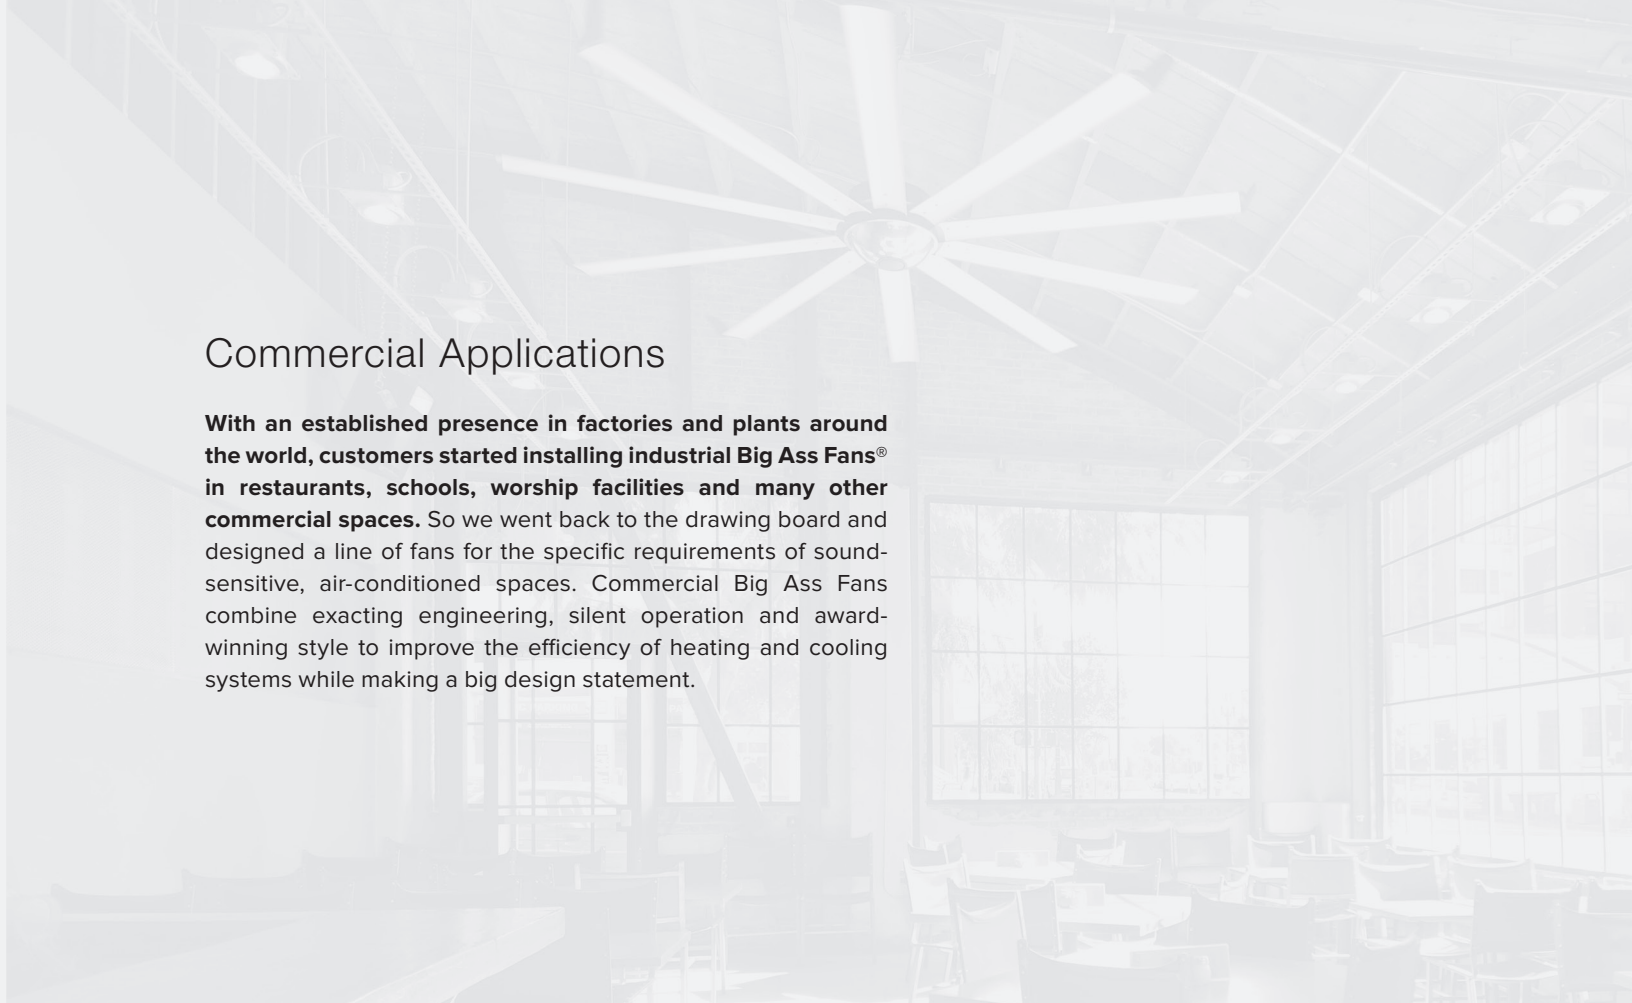 Commercial Applications
With an established presence in factories and plants around
the world, customers started installing industrial Big Ass Fans®
in restaurants, schools, worship facilities and many other
commercial spaces. So we went back to the drawing board and
designed a line of fans for the specific requirements of sound-
sensitive, air-conditioned spaces. Commercial Big Ass Fans
combine exacting engineering, silent operation and award-
winning style to improve the efficiency of heating and cooling
systems while making a big design statement.